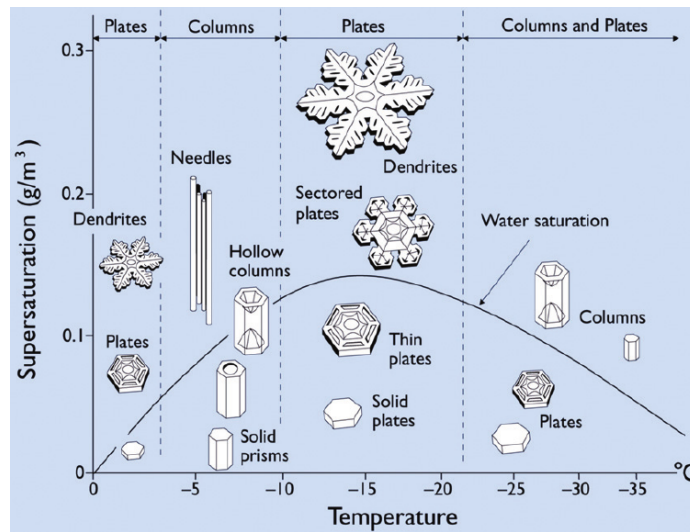 Plates
Columns
Plates
Columns and Plates
0.3
Needles
Dendrites
0.2
Sectored
plates
Dendrites
Water saturation
Hollow
columns
Supersaturation (g/m³)
0.1
Plates
Thin
plates
Columns
Solid
prisms
Solid
plates
Plates
0
0
−5
−10
−15
−20
−25
−30
−35
°C
Temperature